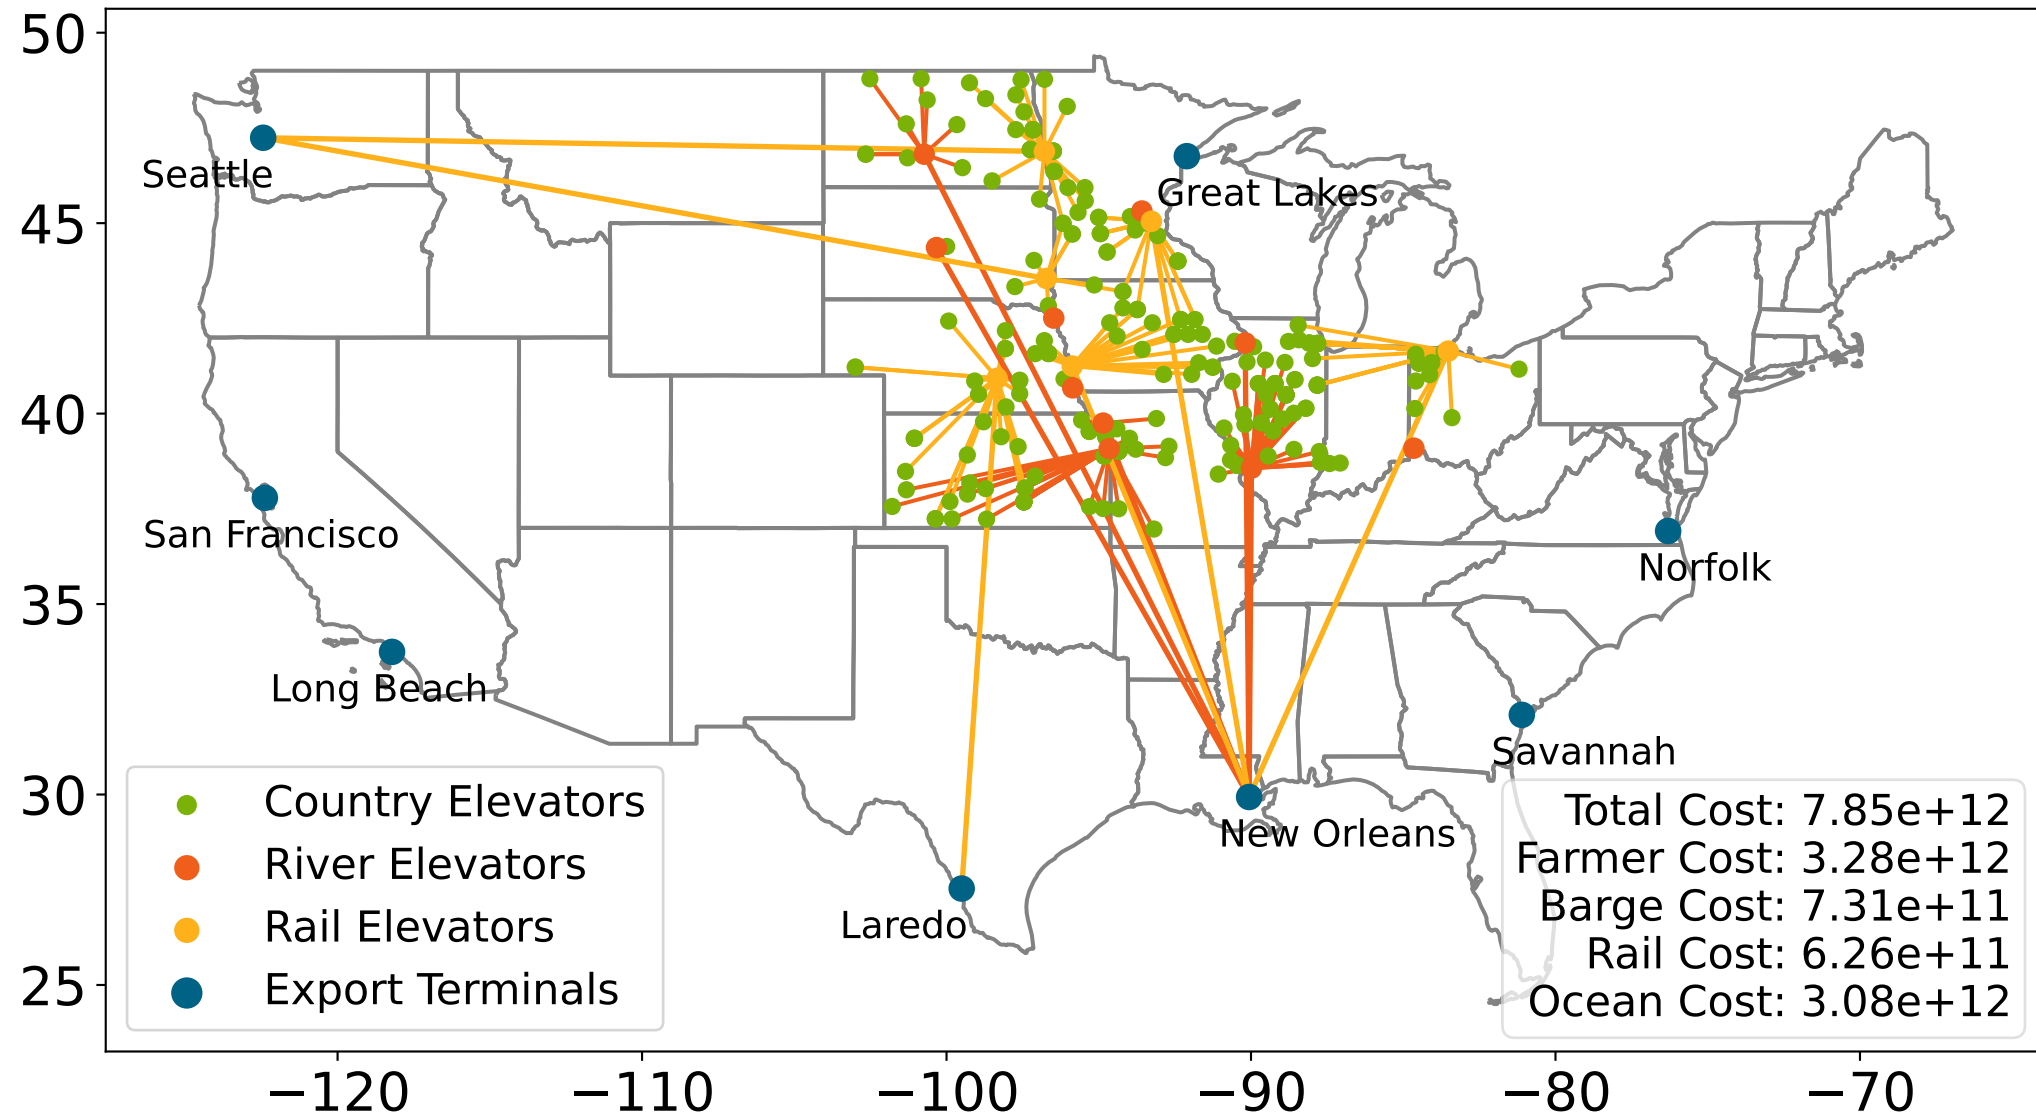 50
45
40
35
30
25
−120
−110
−100
−90
−80
−70
Seattle
Great Lakes
San Francisco
Norfolk
Long Beach
Savannah
New Orleans
Laredo
Country Elevators
River Elevators
Rail Elevators
Export Terminals
Total Cost: 7.85e+12
Farmer Cost: 3.28e+12
Barge Cost: 7.31e+11
Rail Cost: 6.26e+11
Ocean Cost: 3.08e+12